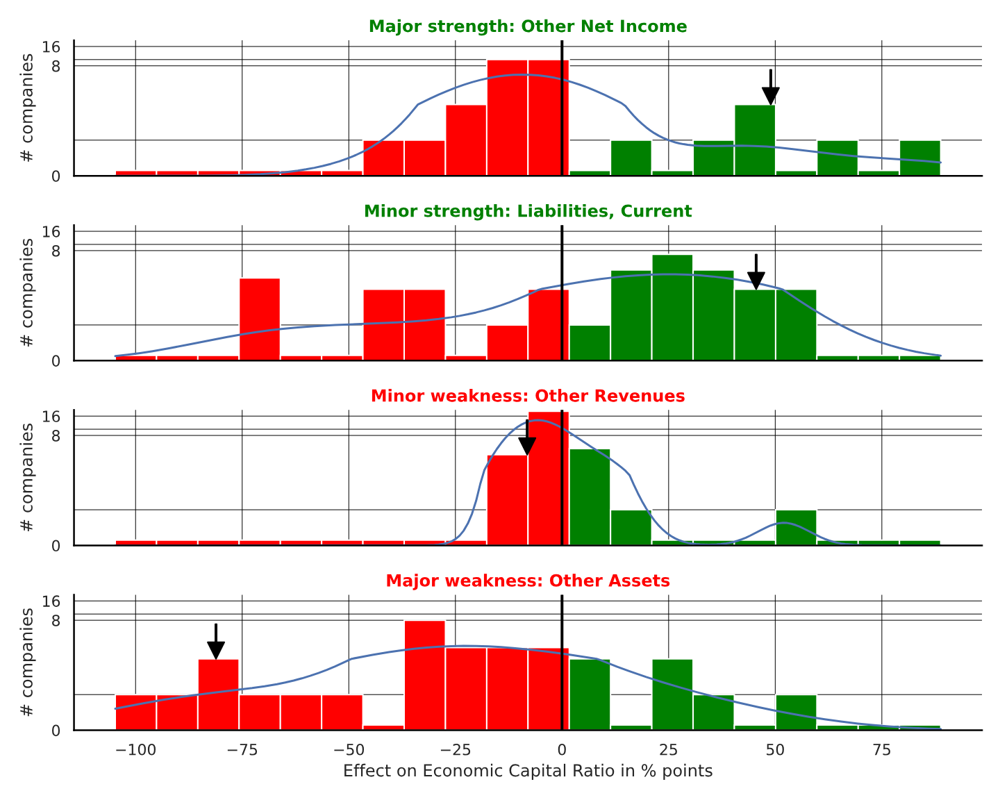 Major strength: Other Net Income
16
8
0
# companies
Minor strength: Liabilities, Current
16
8
0
# companies
Minor weakness: Other Revenues
16
8
0
# companies
Major weakness: Other Assets
16
8
0
# companies
−100 −75 −50 −25 0 25 50 75
Effect on Economic Capital Ratio in % points